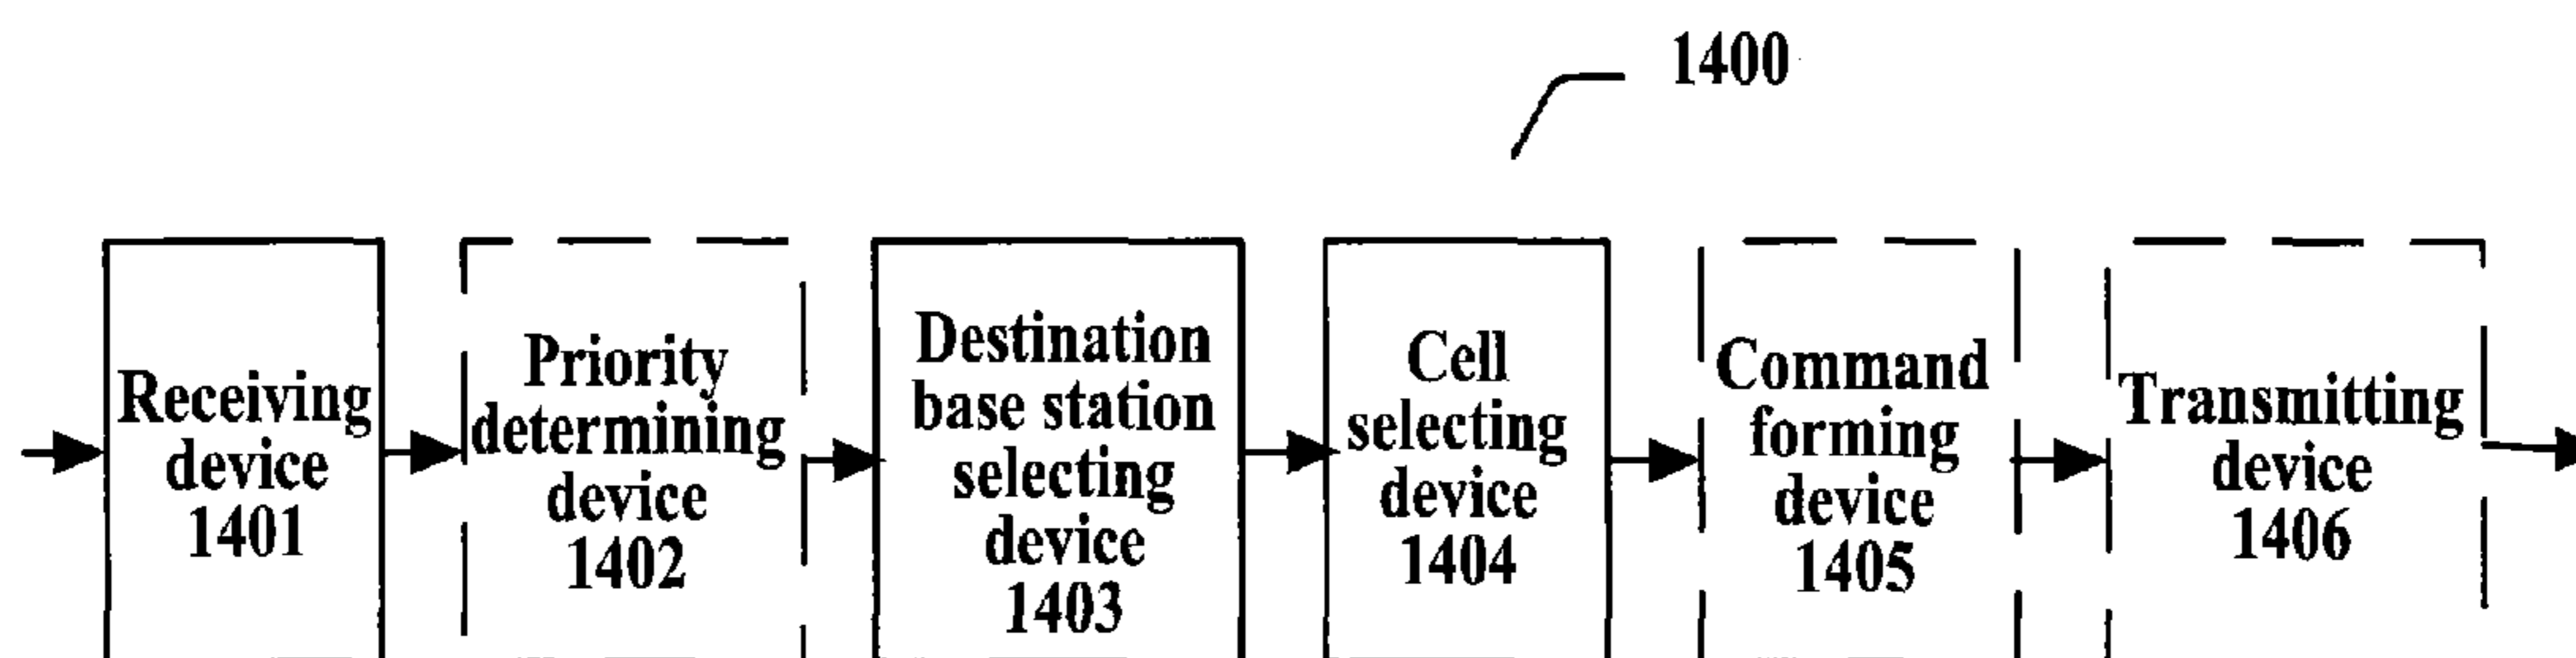 1400
Receiving
device
1401
Priority
determining
device
1402
Destination
base station
selecting
device
1403
Cell
selecting
device
1404
Command
forming
device
1405
Transmitting
device
1406